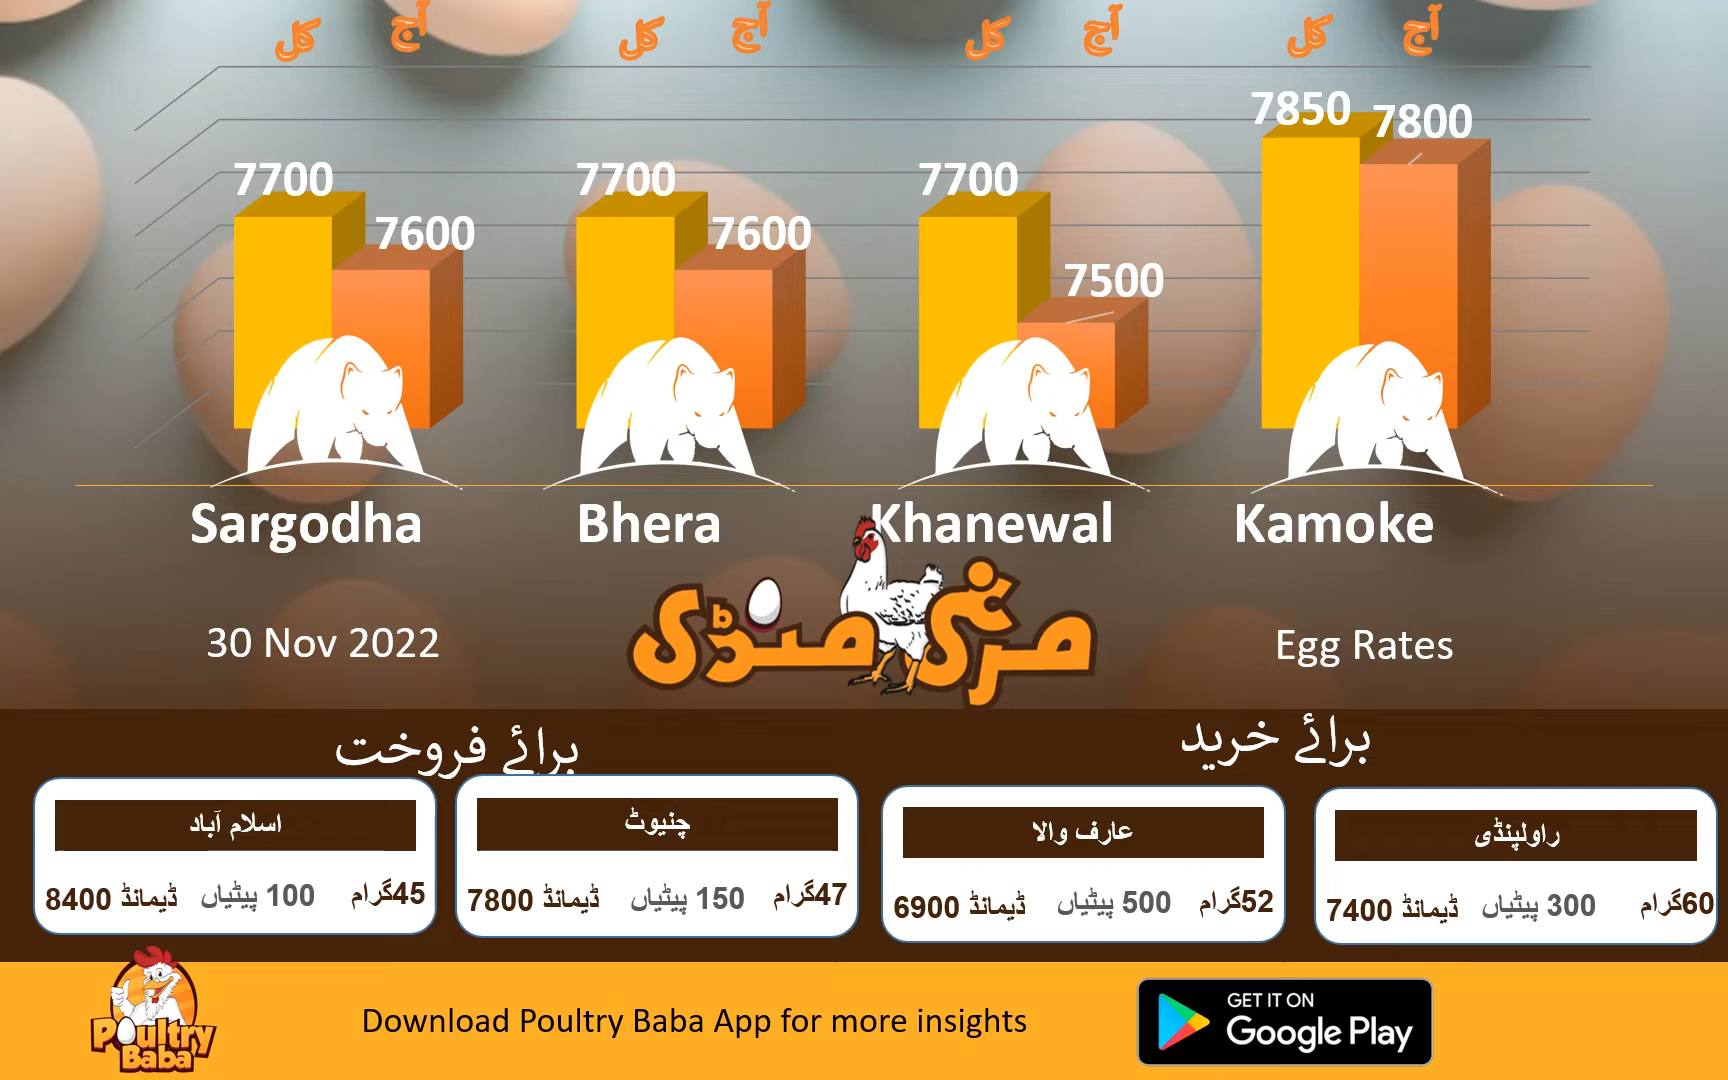 کل آج کل آج کل آج کل آج
7850 7800
7700 7600 7700 7600 7700 7500
Sargodha Bhera Khanewal Kamoke
مرغی منڈی
30 Nov 2022
Egg Rates
برائے فروخت
برائے خرید
اسلام آباد
45گرام 100 پیٹیاں ڈیمانڈ 8400
چنیوٹ
47گرام 150 پیٹیاں ڈیمانڈ 7800
عارف والا
52گرام 500 پیٹیاں ڈیمانڈ 6900
راولپنڈی
60گرام 300 پیٹیاں ڈیمانڈ 7400
Poultry
Baba
Download Poultry Baba App for more insights
GET IT ON
Google Play